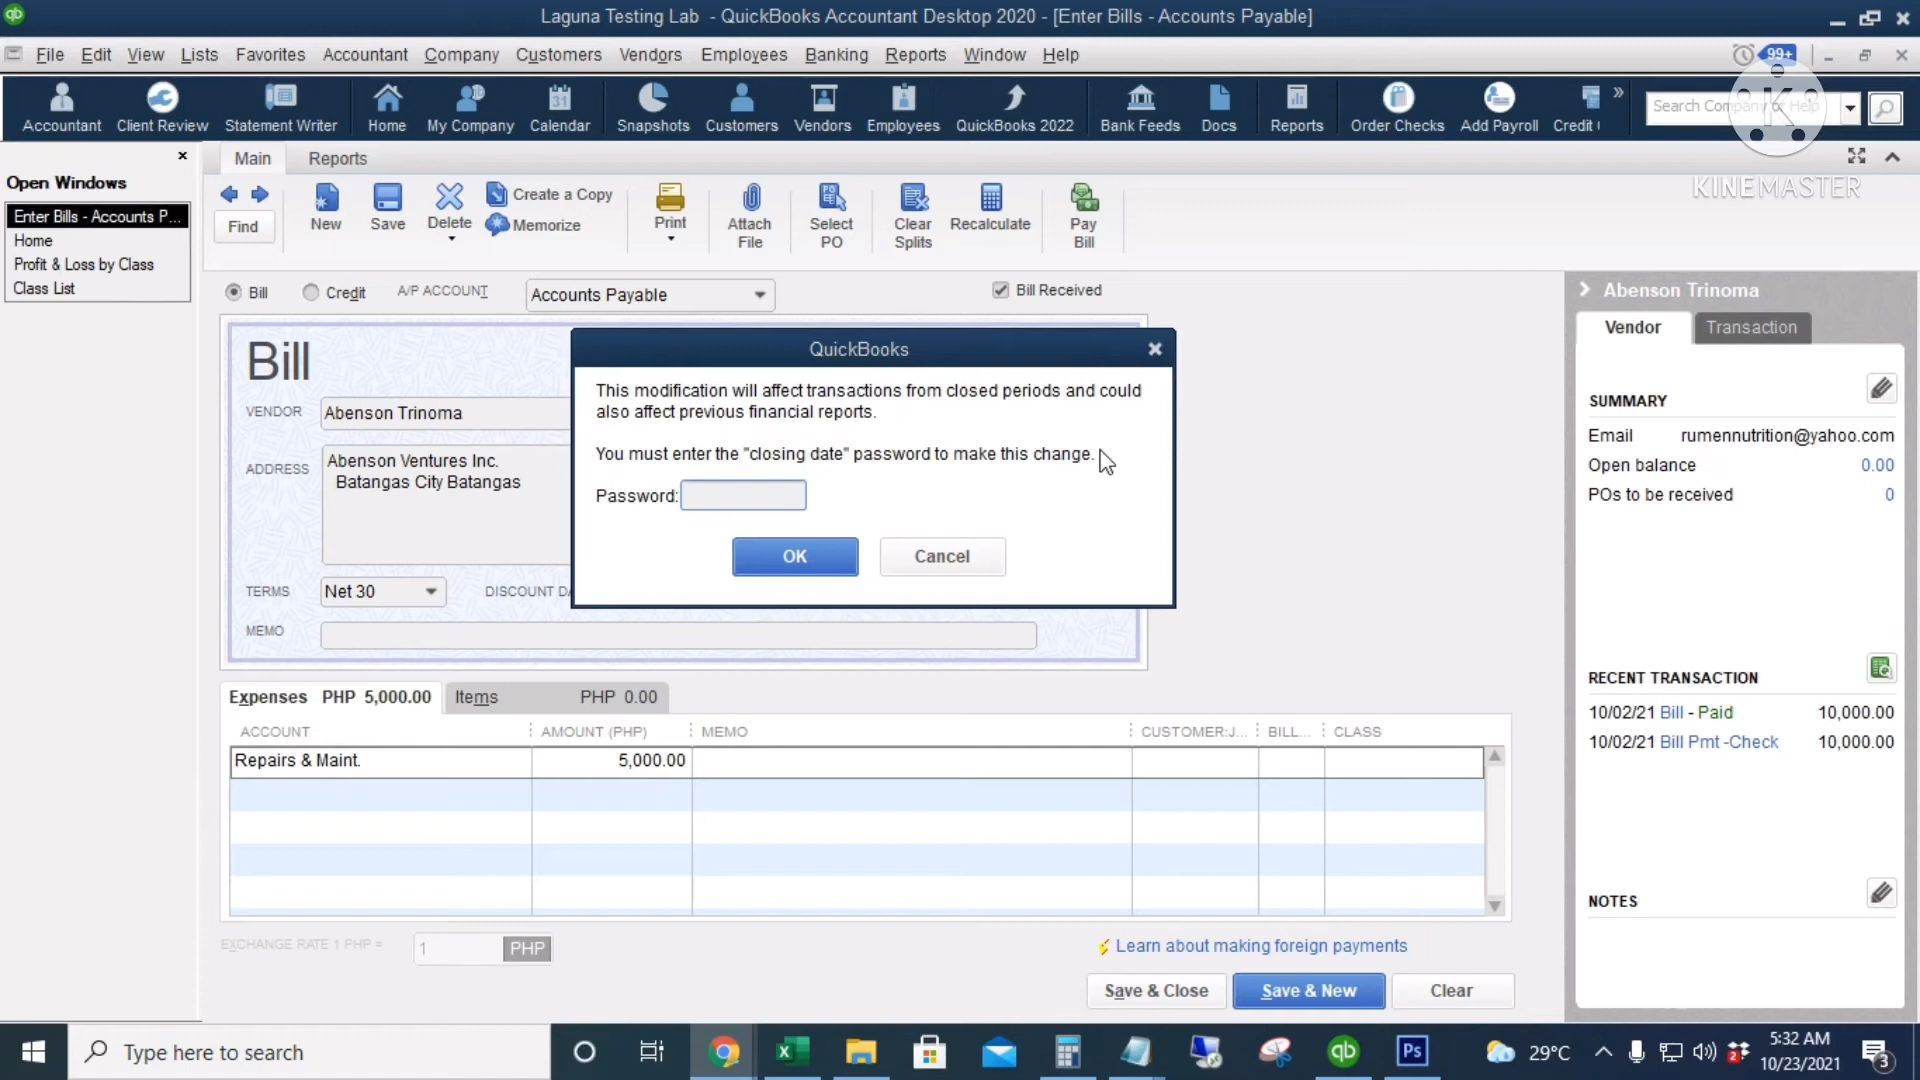 Laguna Testing Lab - QuickBooks Accountant Desktop 2020 - [Enter Bills - Accounts Payable]
File Edit View Lists Favorites Accountant Company Customers Vendors Employees Banking Reports Window Help
99+
Accountant Client Review Statement Writer Home My Company Calendar Snapshots Customers Vendors Employees QuickBooks 2022 Bank Feeds Docs Reports Order Checks Add Payroll Credit
Search Company or Help
KINEMASTER
Open Windows
Enter Bills - Accounts P...
Home
Profit & Loss by Class
Class List
Main Reports
Find
New
Save
Delete
Create a Copy
Memorize
Print
Attach
File
Select
PO
Clear
Splits
Recalculate
Pay
Bill
Bill Credit A/P ACCOUNT Accounts Payable Bill Received
Bill
VENDOR Abenson Trinoma
ADDRESS
Abenson Ventures Inc.
Batangas City Batangas
TERMS Net 30 DISCOUNT DA
MEMO
QuickBooks
This modification will affect transactions from closed periods and could
also affect previous financial reports.
You must enter the "closing date" password to make this change.
Password:
OK Cancel
Expenses PHP 5,000.00 Items PHP 0.00
ACCOUNT AMOUNT (PHP) MEMO CUSTOMER:J... BILL... CLASS
Repairs & Maint. 5,000.00
EXCHANGE RATE 1 PHP = 1 PHP
Learn about making foreign payments
Save & Close Save & New Clear
Abenson Trinoma
Vendor Transaction
SUMMARY
Email rumennutrition@yahoo.com
Open balance 0.00
POs to be received 0
RECENT TRANSACTION
10/02/21 Bill - Paid 10,000.00
10/02/21 Bill Pmt -Check 10,000.00
NOTES
Type here to search
qb
Ps
29°C
2
5:32 AM
10/23/2021
3